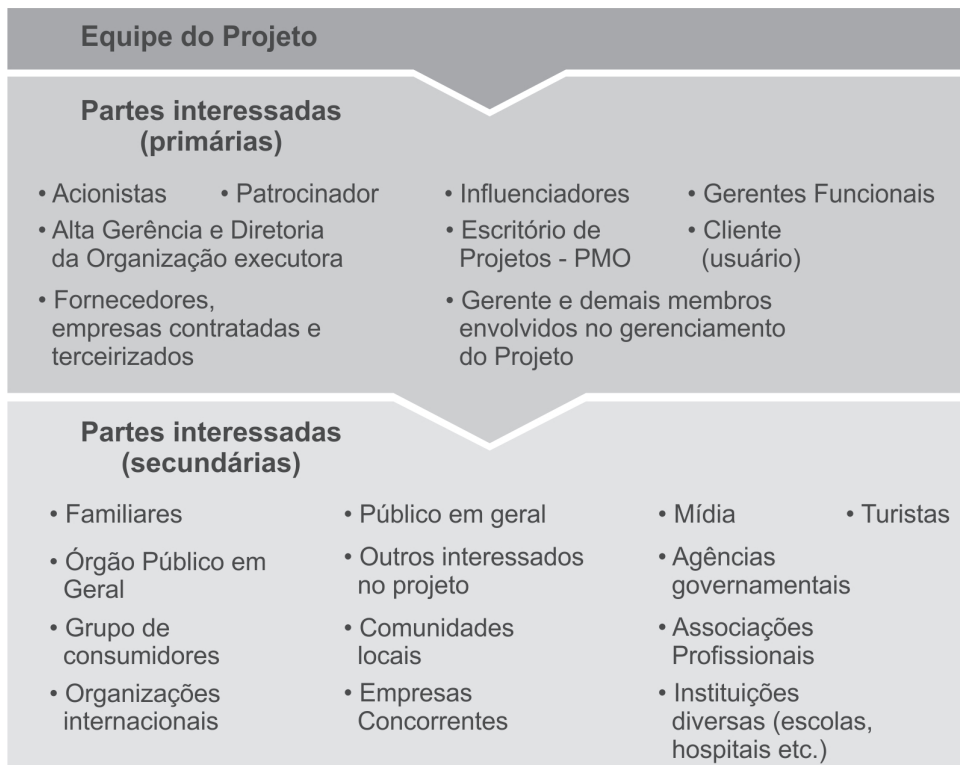 Equipe do Projeto
Partes interessadas
(primárias)
• Acionistas • Patrocinador • Influenciadores • Gerentes Funcionais
• Alta Gerência e Diretoria
da Organização executora
• Escritório de
Projetos - PMO
• Cliente
(usuário)
• Fornecedores,
empresas contratadas e
terceirizados
• Gerente e demais membros
envolvidos no gerenciamento
do Projeto
Partes interessadas
(secundárias)
• Familiares • Público em geral • Mídia • Turistas
• Órgão Público em
Geral
• Outros interessados
no projeto
• Agências
governamentais
• Grupo de
consumidores
• Comunidades
locais
• Associações
Profissionais
• Organizações
internacionais
• Empresas
Concorrentes
• Instituições
diversas (escolas,
hospitais etc.)